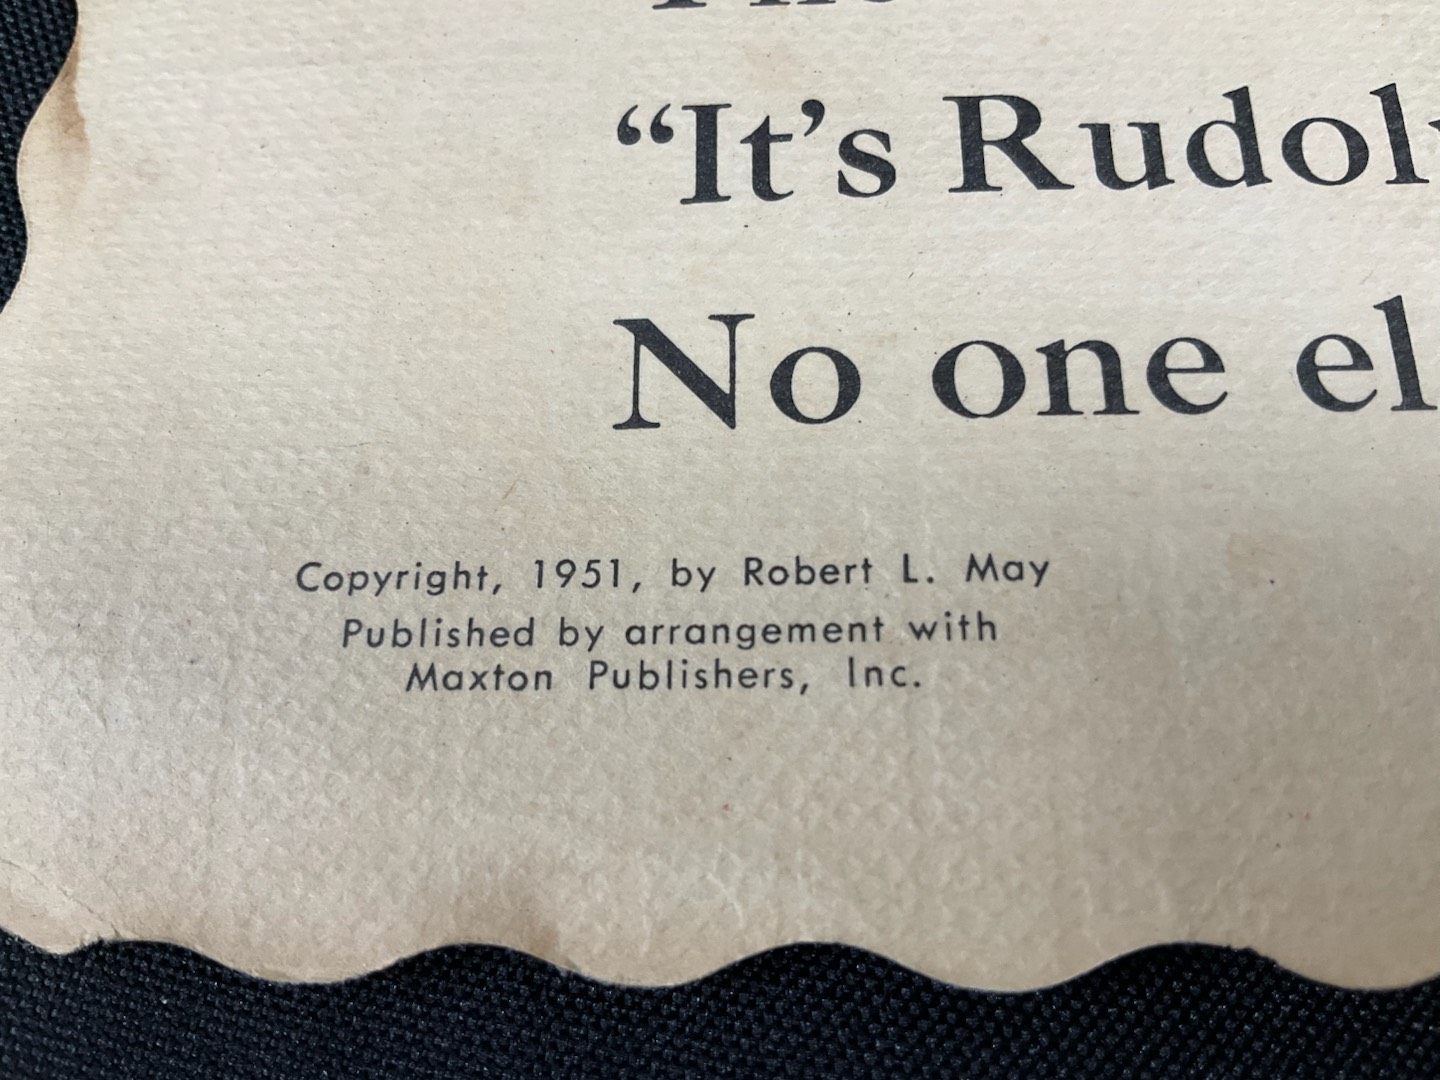 “It’s Rudol
No one el
Copyright, 1951, by Robert L. May
Published by arrangement with
Maxton Publishers, Inc.